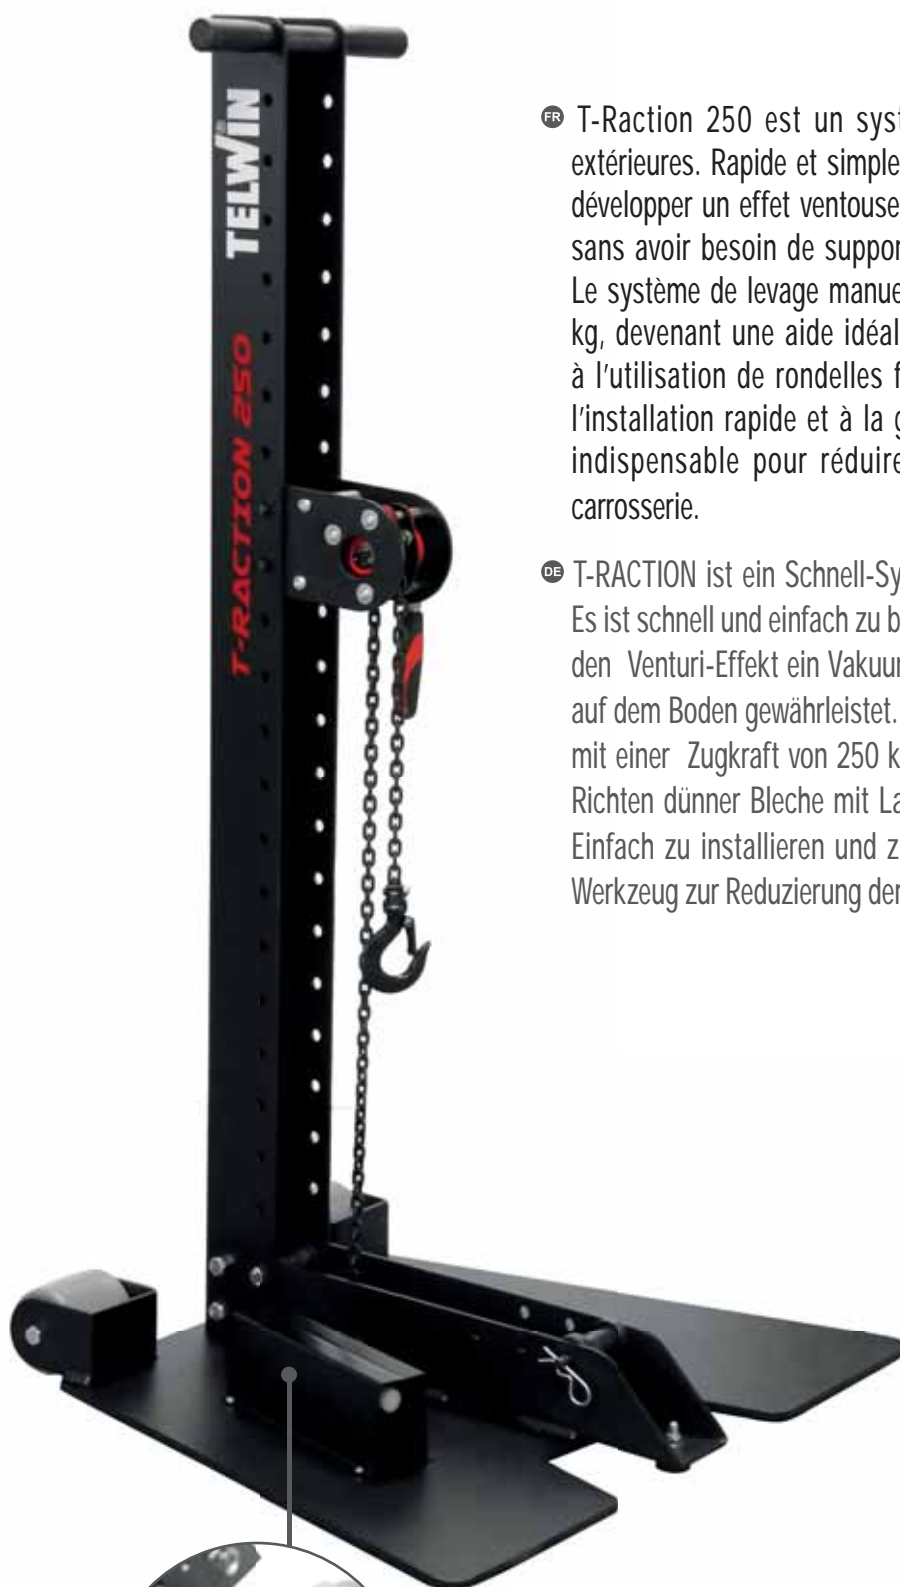 TELWIN
T-RACTION 250
FR T-Raction 250 est un syst
extérieures. Rapide et simple
développer un effet ventouse
sans avoir besoin de suppor
Le système de levage manue
kg, devenant une aide idéal
à l'utilisation de rondelles f
l'installation rapide et à la g
indispensable pour réduire
carrosserie.
DE T-RACTION ist ein Schnell-Sy
Es ist schnell und einfach zu b
den Venturi-Effekt ein Vakuur
auf dem Boden gewährleistet.
mit einer Zugkraft von 250 k
Richten dünner Bleche mit La
Einfach zu installieren und z
Werkzeug zur Reduzierung der